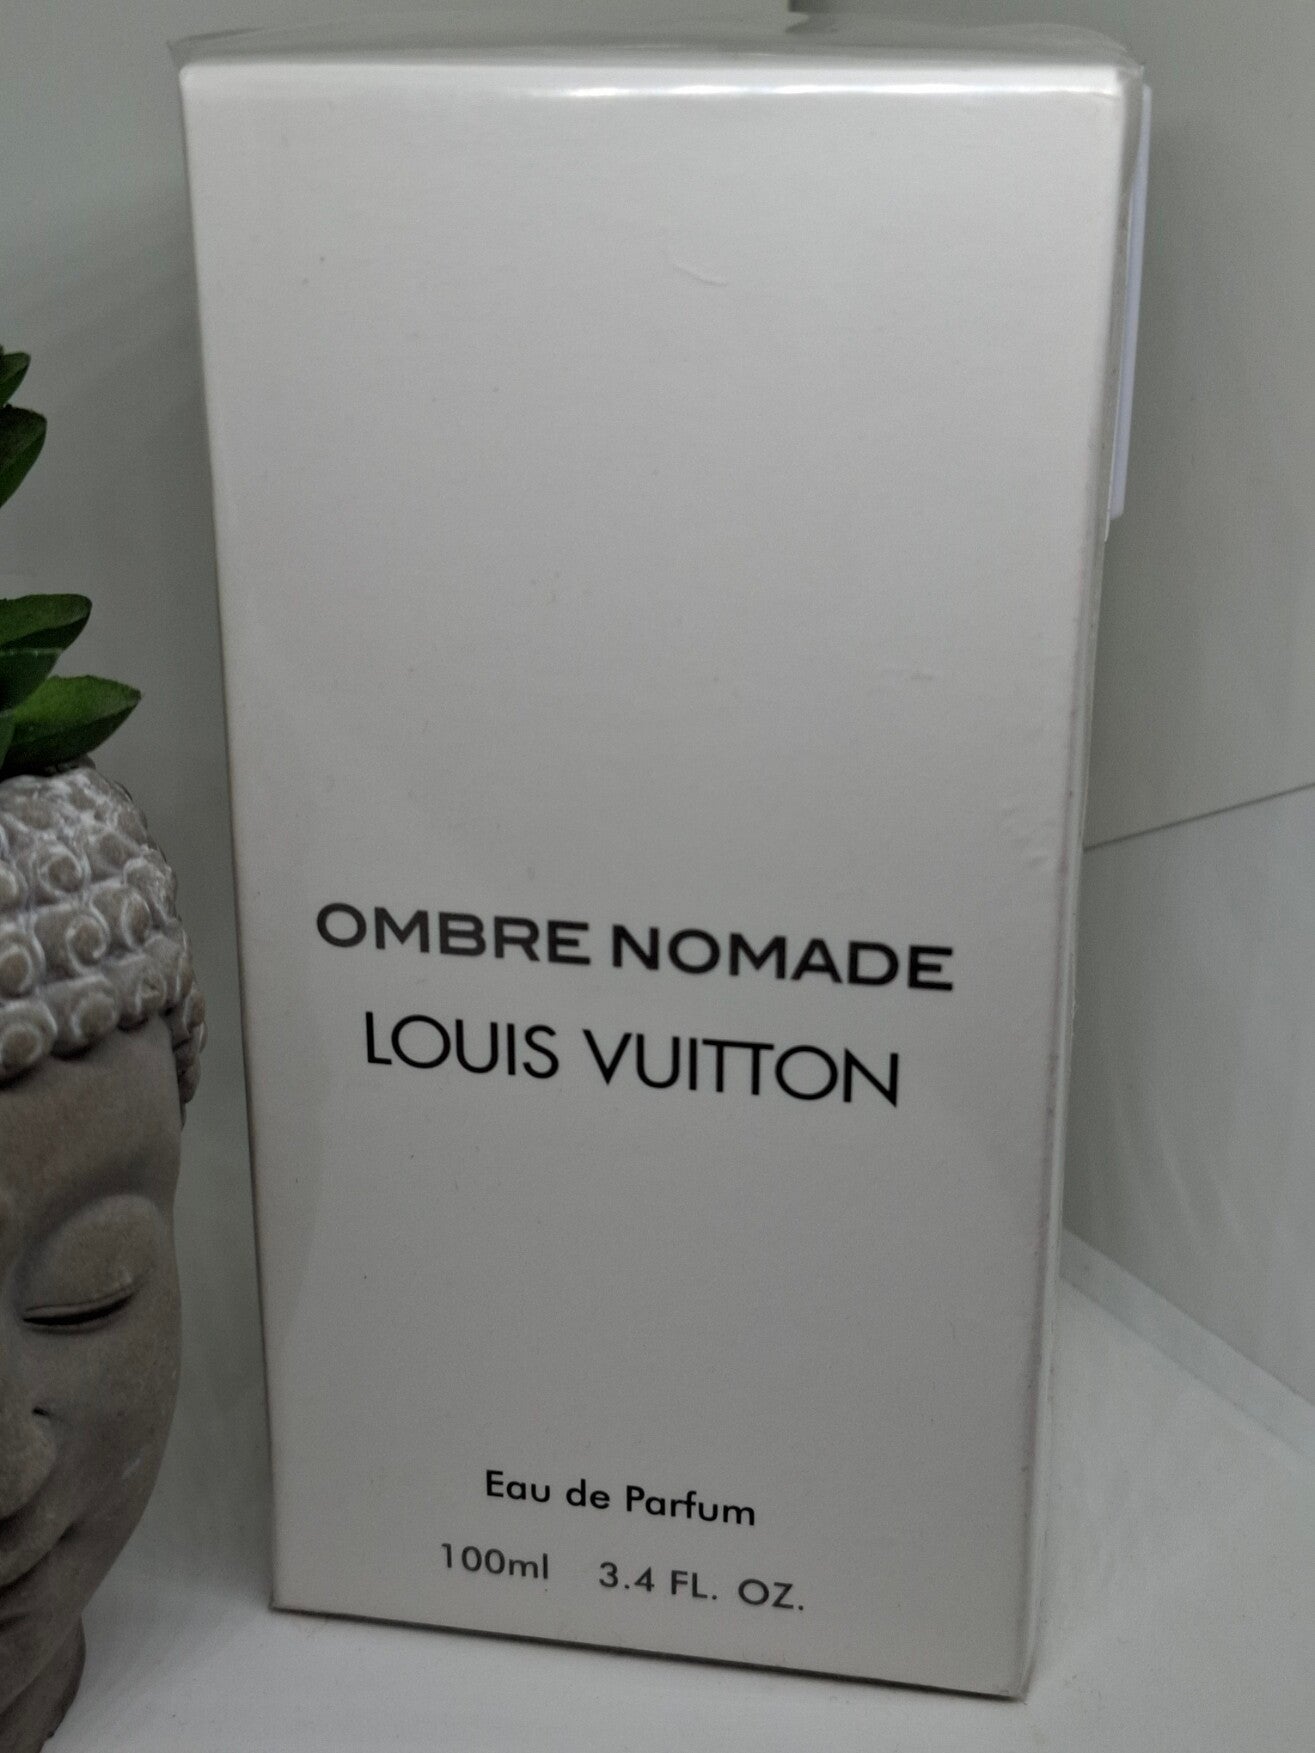 OMBRE NOMADE
LOUIS VUITTON
Eau de Parfum
100ml 3.4 FL. OZ.